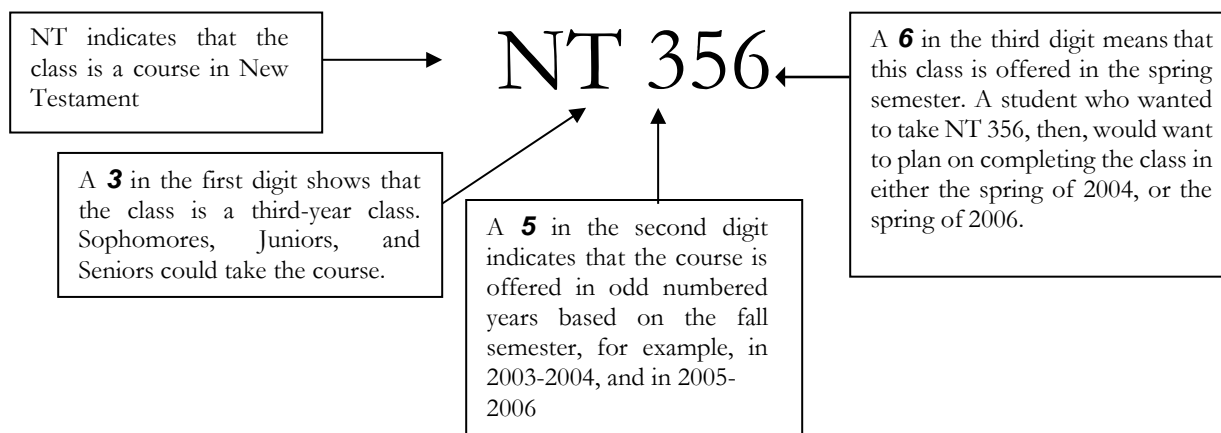 NT indicates that the
class is a course in New
Testament
NT 356
A 6 in the third digit means that
this class is offered in the spring
semester. A student who wanted
to take NT 356, then, would want
to plan on completing the class in
either the spring of 2004, or the
spring of 2006.
A 3 in the first digit shows that
the class is a third-year class.
Sophomores, Juniors, and
Seniors could take the course.
A 5 in the second digit
indicates that the course is
offered in odd numbered
years based on the fall
semester, for example, in
2003-2004, and in 2005-
2006